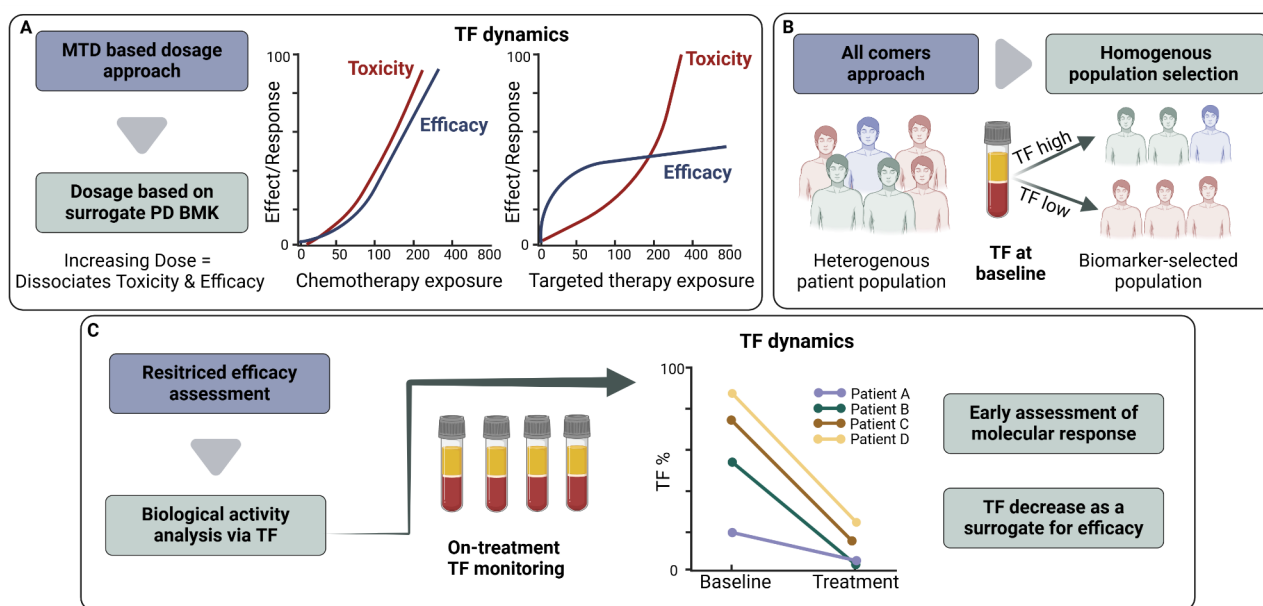 A
MTD based dosage
approach
Dosage based on
surrogate PD BMK
Increasing Dose =
Dissociates Toxicity & Efficacy
TF dynamics
100
Effect/Response
0
Toxicity
Efficacy
0 50 100 200 400 800
Chemotherapy exposure
100
Effect/Response
0
Toxicity
Efficacy
0 50 100 200 400 800
Targeted therapy exposure
B
All comers
approach
Homogenous
population selection
TF high
TF low
Heterogenous
patient population
TF at
baseline
Biomarker-selected
population
C
Resitriced efficacy
assessment
Biological activity
analysis via TF
On-treatment
TF monitoring
TF dynamics
100
TF %
0
Patient A
Patient B
Patient C
Patient D
Baseline Treatment
Early assessment of
molecular response
TF decrease as a
surrogate for efficacy